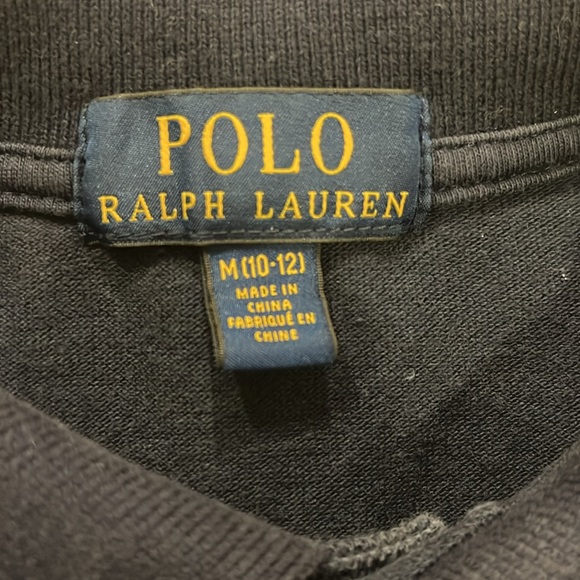 POLO
RALPH LAUREN
M(10-12)
MADE IN
CHINA
FABRIQUÉ EN
CHINE